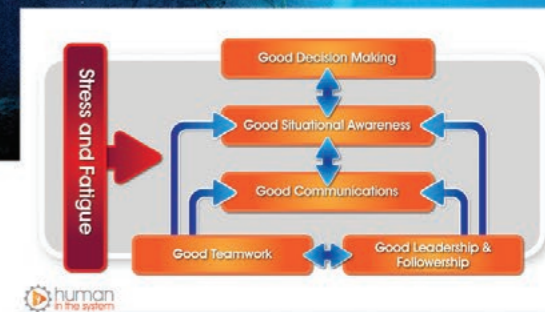 Stress and Fatigue
Good Decision Making
Good Situational Awareness
Good Communications
Good Teamwork
Good Leadership &
Followership
human
in the system